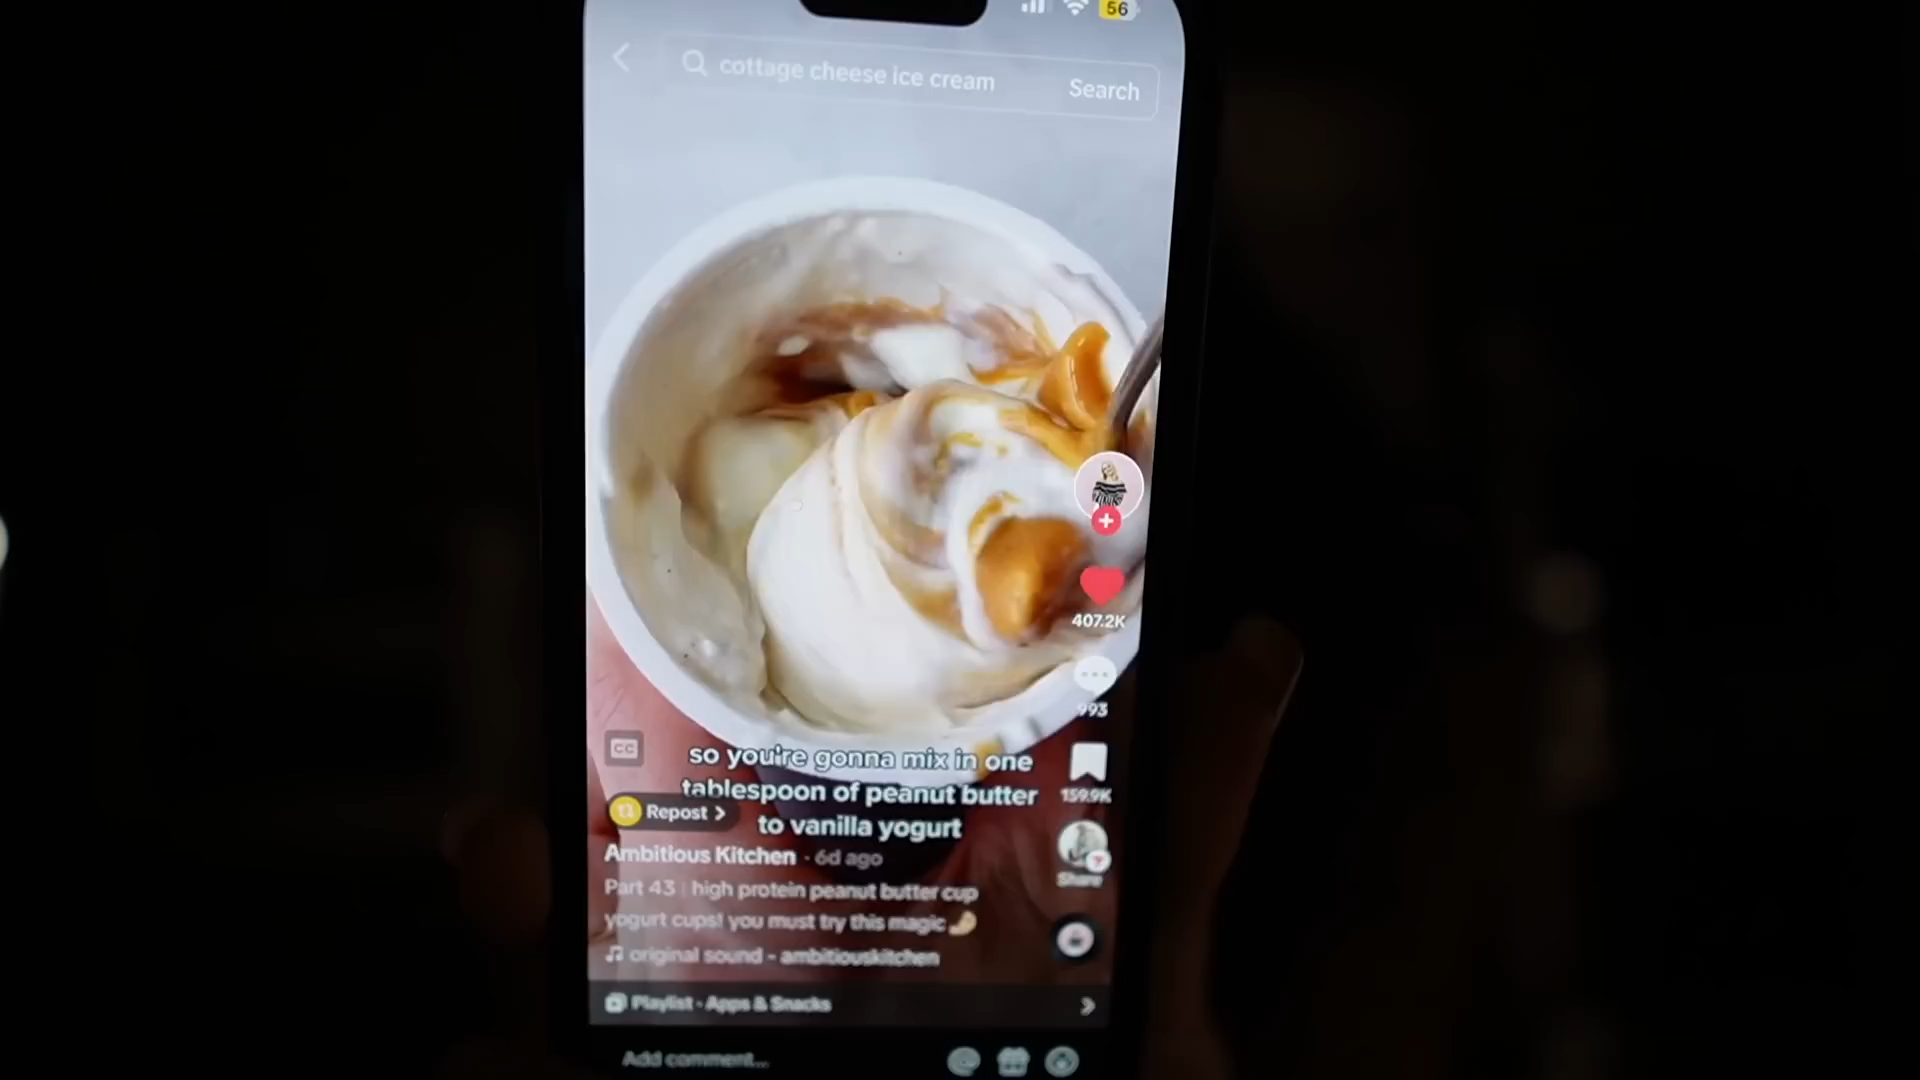 56
cottage cheese ice cream
Search
407.2K
993
CC
so you're gonna mix in one
tablespoon of peanut butter
to vanilla yogurt
159.9K
Repost >
Ambitious Kitchen · 6d ago
Share
Part 43 | high protein peanut butter cup
yogurt cups! you must try this magic
original sound - ambitiouskitchen
Playlist · Apps & Snacks
Add comment...